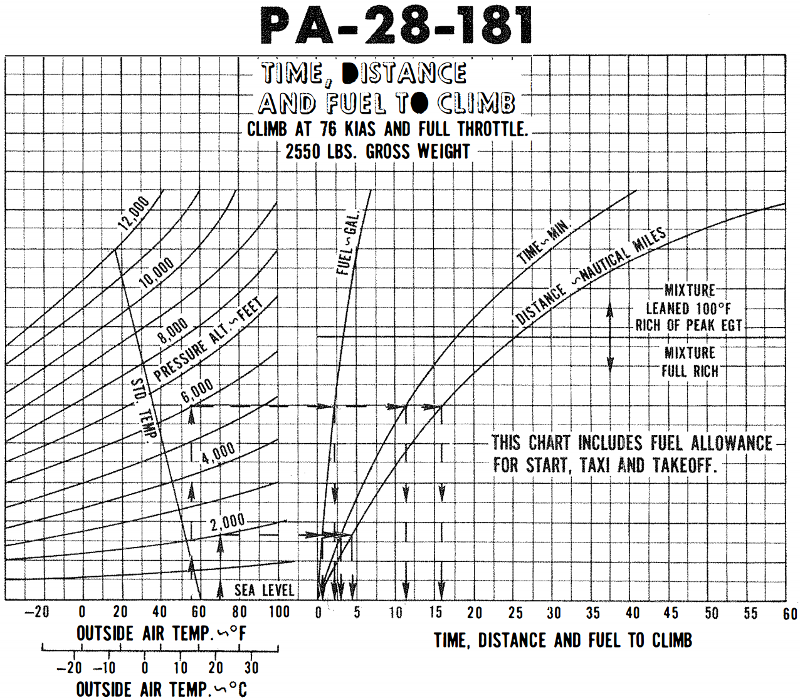 PA-28-181
TIME, DISTANCE
AND FUEL TO CLIMB
CLIMB AT 76 KIAS AND FULL THROTTLE.
2550 LBS. GROSS WEIGHT
12,000
10,000
8,000
PRESSURE ALT.~FEET
6,000
STD. TEMP
4,000
2,000
SEA LEVEL
FUEL~GAL.
TIME~MIN.
DISTANCE ~NAUTICAL MILES
MIXTURE
LEANED 100°F
RICH OF PEAK EGT
MIXTURE
FULL RICH
THIS CHART INCLUDES FUEL ALLOWANCE
FOR START, TAXI AND TAKEOFF.
-20 0 20 40 60 80 100
0 5 10 15 20 25 30 35 40 45 50 55 60
OUTSIDE AIR TEMP.~°F
TIME, DISTANCE AND FUEL TO CLIMB
-20 -10 0 10 20 30
OUTSIDE AIR TEMP.~°C